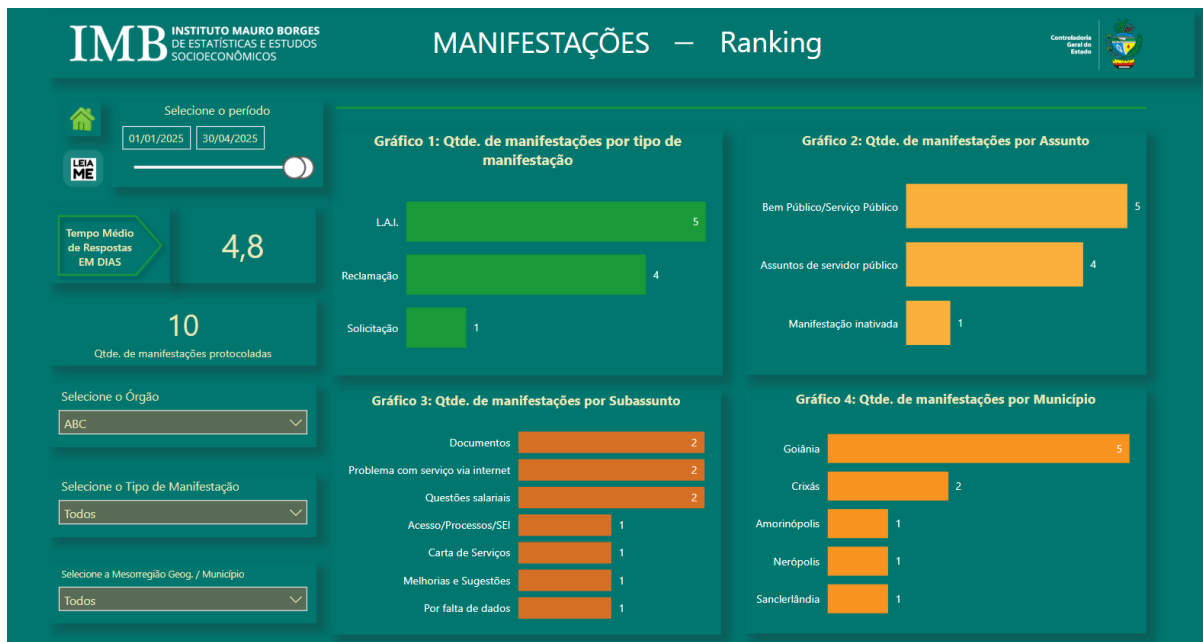 IMB
INSTITUTO MAURO BORGES
DE ESTATÍSTICAS E ESTUDOS
SOCIOECONÔMICOS
MANIFESTAÇÕES – Ranking
Controladoria
Geral do
Estado
Selecione o período
01/01/2025 30/04/2025
LEIA
ME
Tempo Médio
de Respostas
EM DIAS
4,8
10
Qtde. de manifestações protocoladas
Selecione o Órgão
ABC
Selecione o Tipo de Manifestação
Todos
Selecione a Mesorregião Geog. / Município
Todos
Gráfico 1: Qtde. de manifestações por tipo de
manifestação
L.A.I. 5
Reclamação 4
Solicitação 1
Gráfico 2: Qtde. de manifestações por Assunto
Bem Público/Serviço Público 5
Assuntos de servidor público 4
Manifestação inativada 1
Gráfico 3: Qtde. de manifestações por Subassunto
Documentos 2
Problema com serviço via internet 2
Questões salariais 2
Acesso/Processos/SEI 1
Carta de Serviços 1
Melhorias e Sugestões 1
Por falta de dados 1
Gráfico 4: Qtde. de manifestações por Município
Goiânia 5
Crixás 2
Amorinópolis 1
Nerópolis 1
Sanclerlândia 1